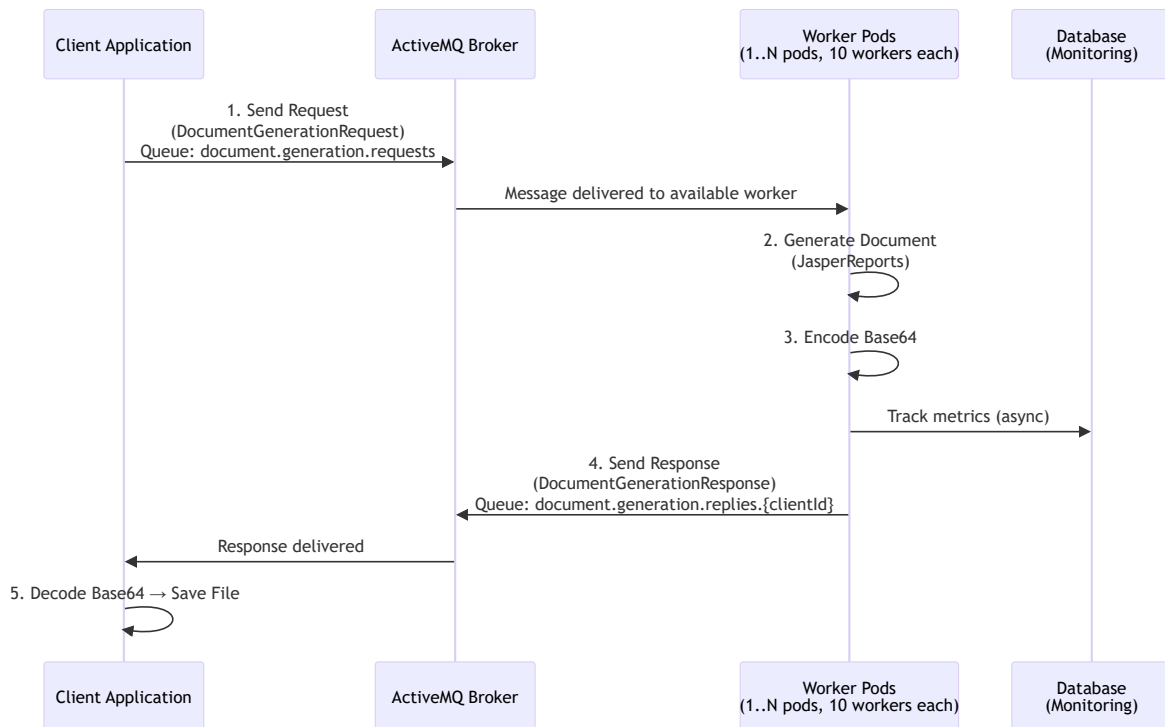 Client Application
ActiveMQ Broker
Worker Pods
(1..N pods, 10 workers each)
Database
(Monitoring)
1. Send Request
(DocumentGenerationRequest)
Queue: document.generation.requests
Message delivered to available worker
2. Generate Document
(JasperReports)
3. Encode Base64
Track metrics (async)
4. Send Response
(DocumentGenerationResponse)
Queue: document.generation.replies.{clientId}
Response delivered
5. Decode Base64 → Save File
Client Application
ActiveMQ Broker
Worker Pods
(1..N pods, 10 workers each)
Database
(Monitoring)